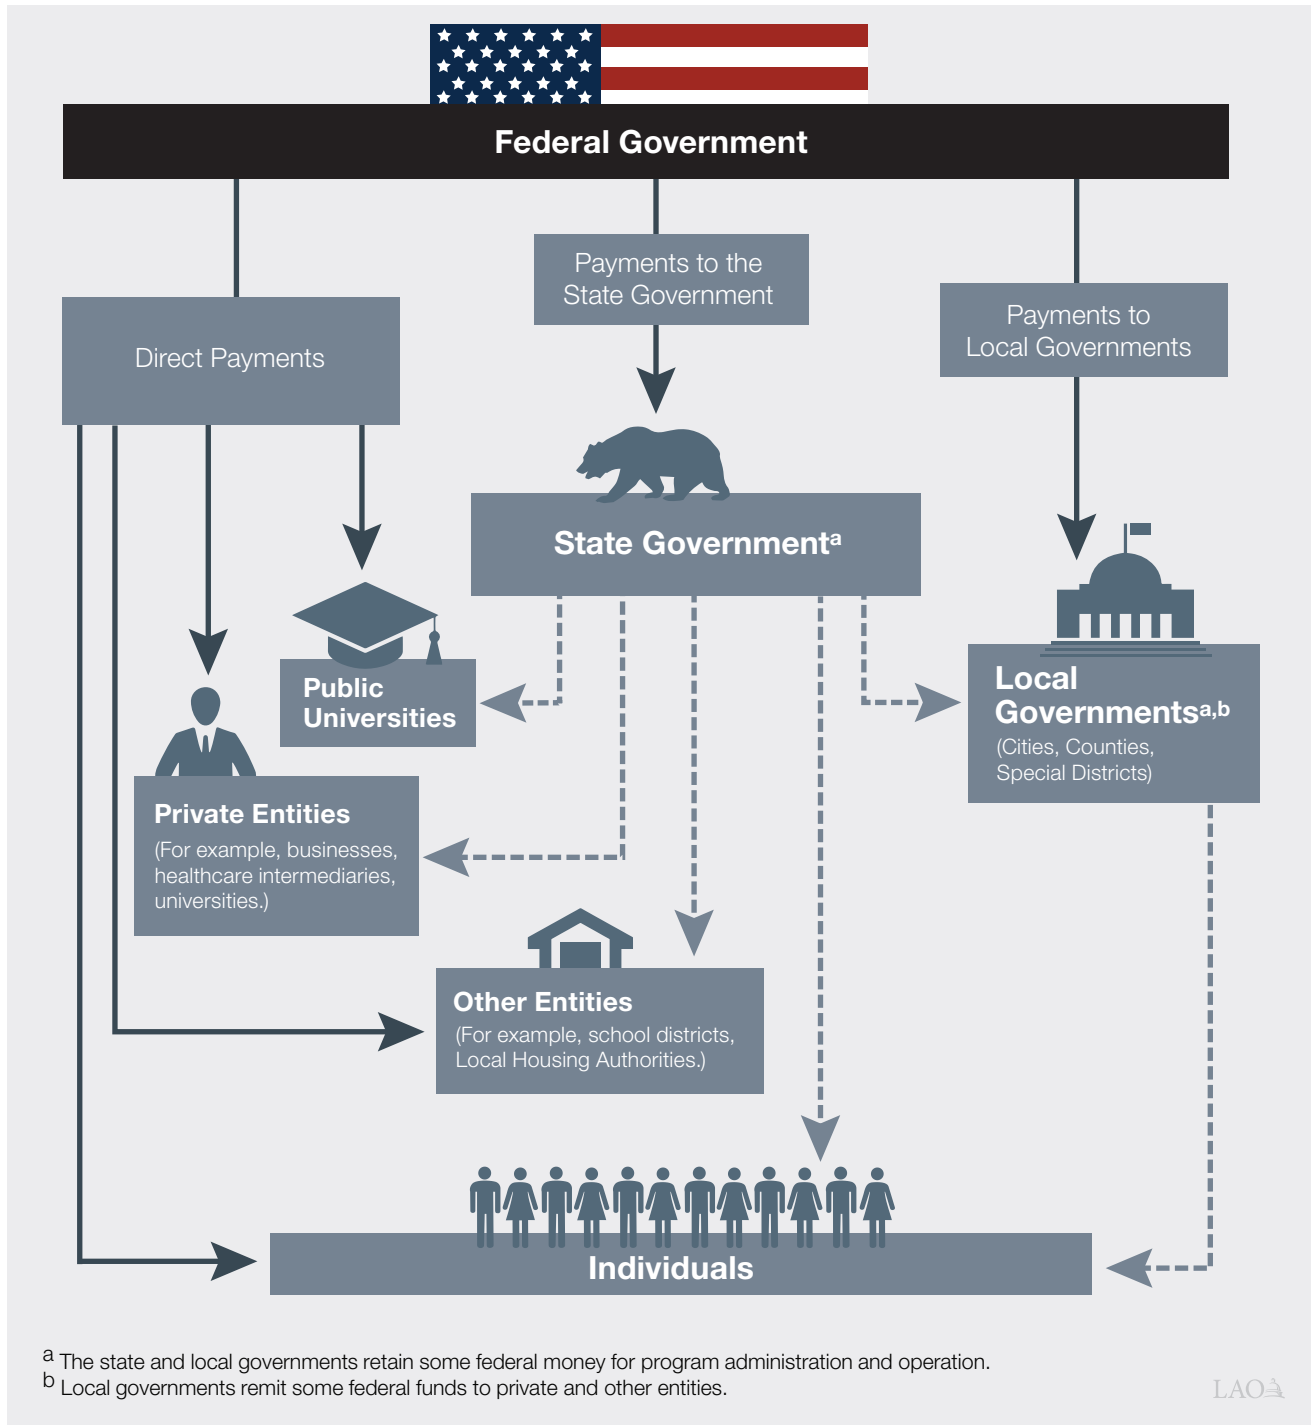 Federal Government
Payments to the
State Government
Payments to
Local Governments
Direct Payments
State Governmentᵃ
Public
Universities
Local
Governmentsᵃ,ᵇ
(Cities, Counties,
Special Districts)
Private Entities
(For example, businesses,
healthcare intermediaries,
universities.)
Other Entities
(For example, school districts,
Local Housing Authorities.)
Individuals
a The state and local governments retain some federal money for program administration and operation.
b Local governments remit some federal funds to private and other entities.
LAO